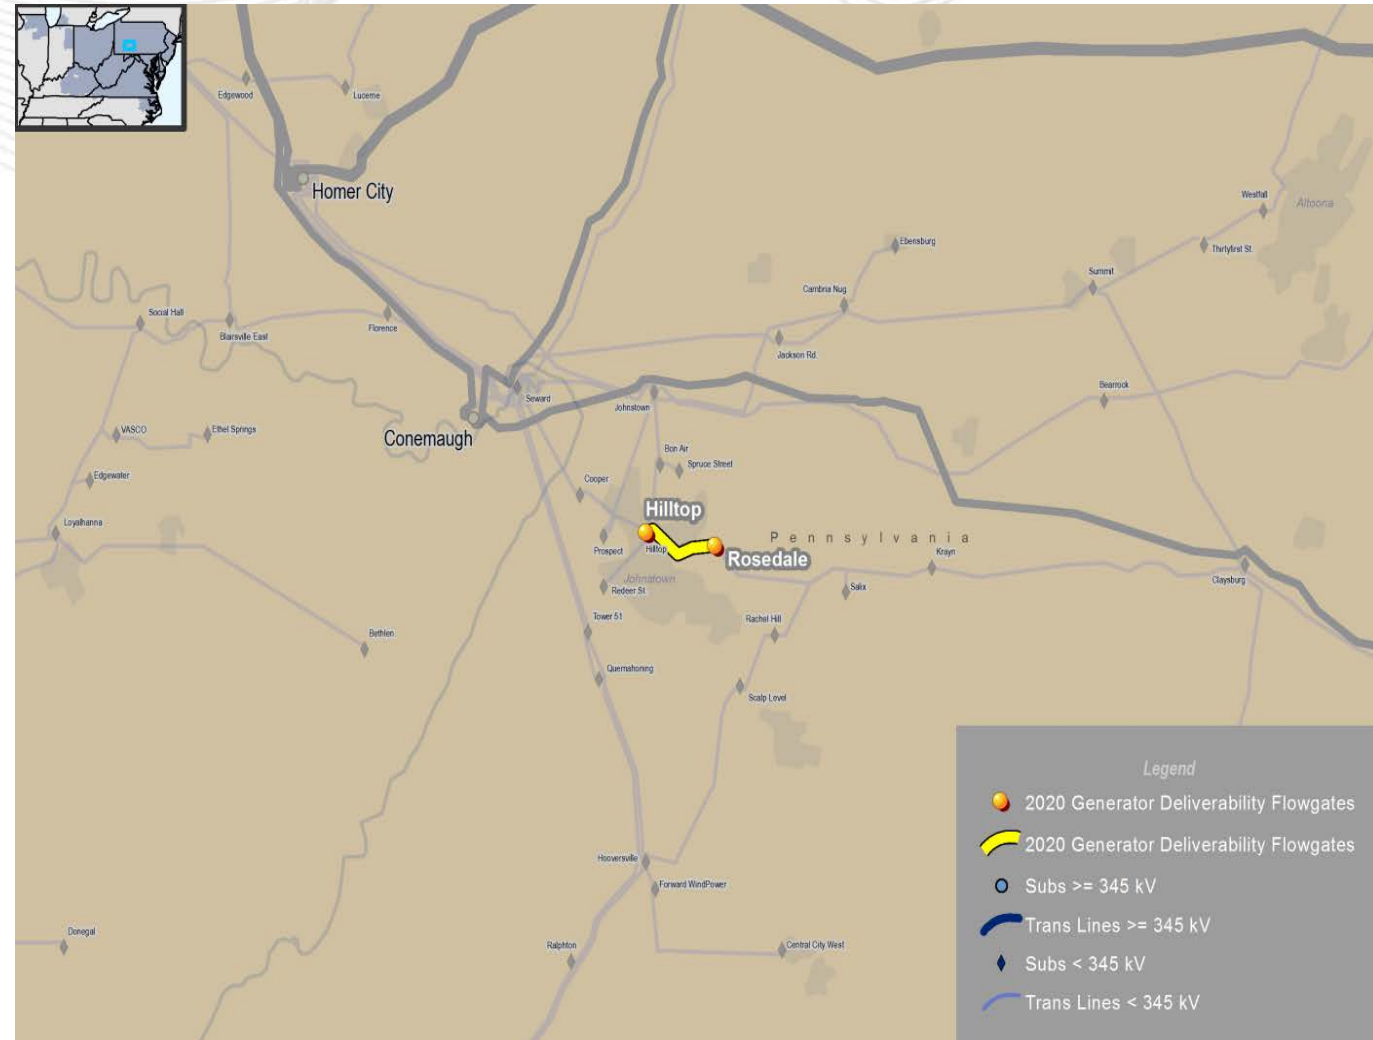 Edgewood
Lucerne
Homer City
Westfall
Altoona
Ebensburg
Thirtyfirst St.
Summit
Cambria Nug
Social Hall
Blairsville East
Florence
Jackson Rd.
Bearrock
Seward
Johnstown
VASCO
Ethel Springs
Conemaugh
Bon Air
Spruce Street
Edgewater
Cooper
Loyalhanna
Hilltop
Pennsylvania
Prospect
Hilltop
Rosedale
Krayn
Johnstown
Claysburg
Redeer St.
Salix
Tower 51
Rachel Hill
Bethlen
Quemahoning
Scalp Level
Legend
2020 Generator Deliverability Flowgates
2020 Generator Deliverability Flowgates
Subs >= 345 kV
Trans Lines >= 345 kV
Subs < 345 kV
Trans Lines < 345 kV
Hooversville
Forward WindPower
Donegal
Ralphton
Central City West